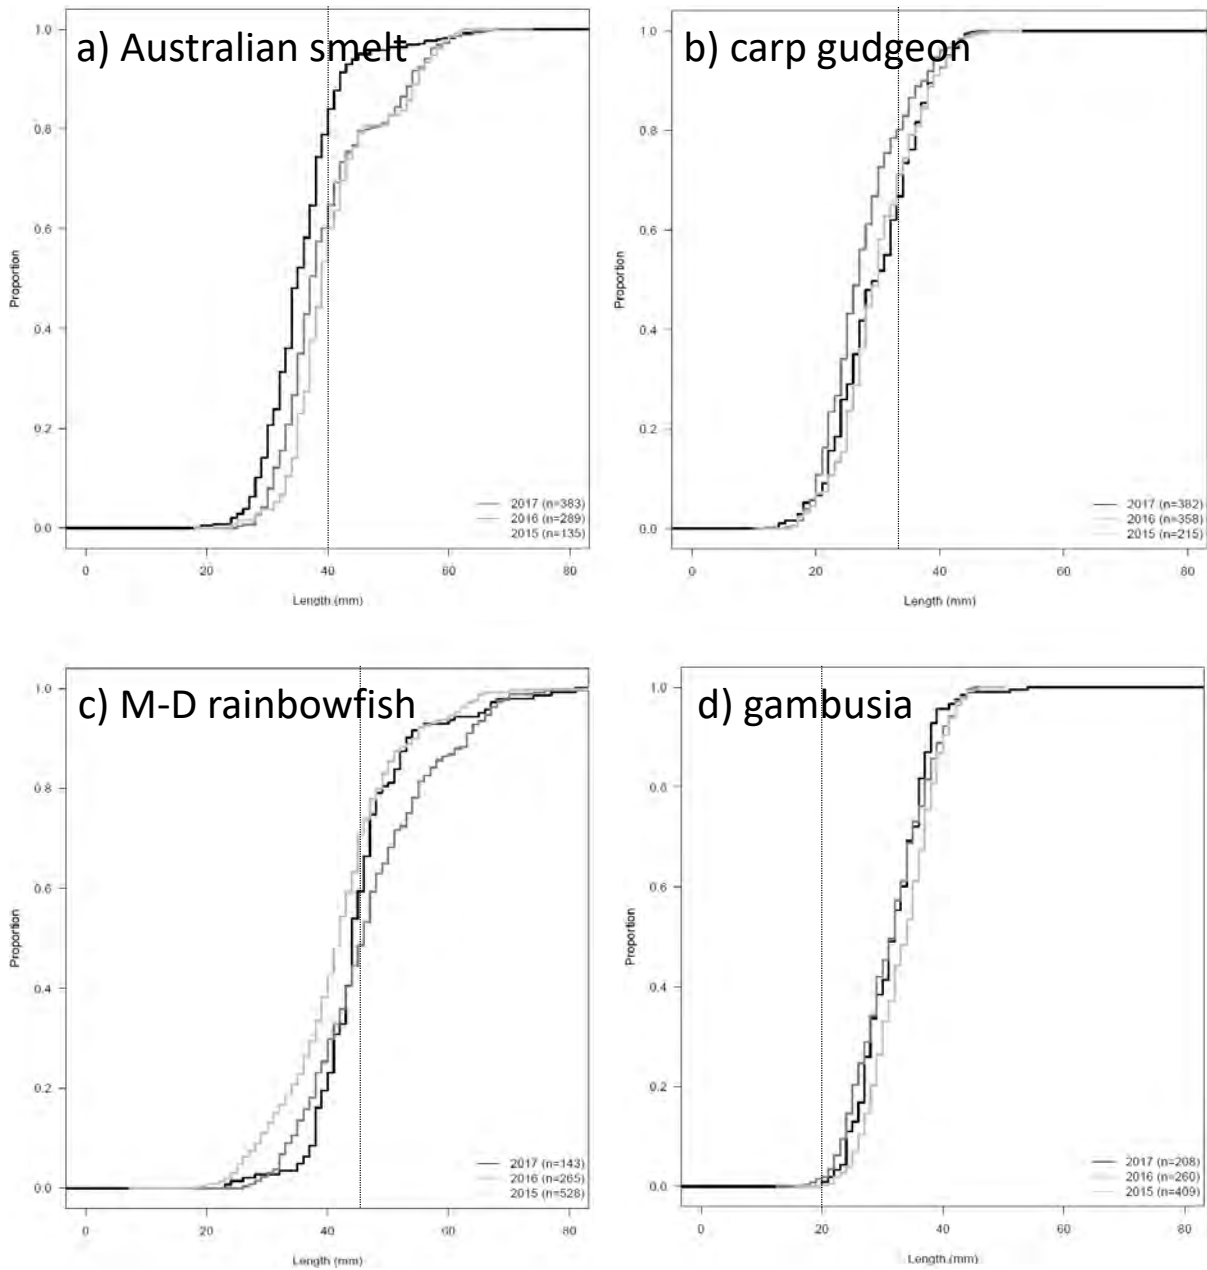 a) Australian smelt
1.0
0.8
0.6
0.4
0.2
0.0
Proportion
2017 (n=383)
2016 (n=289)
2015 (n=135)
0 20 40 60 80
Length (mm)
b) carp gudgeon
1.0
0.8
0.6
0.4
0.2
0.0
Proportion
2017 (n=382)
2016 (n=358)
2015 (n=215)
0 20 40 60 80
Length (mm)
c) M-D rainbowfish
1.0
0.8
0.6
0.4
0.2
0.0
Proportion
2017 (n=143)
2016 (n=265)
2015 (n=528)
0 20 40 60 80
Length (mm)
d) gambusia
1.0
0.8
0.6
0.4
0.2
0.0
Proportion
2017 (n=208)
2016 (n=260)
2015 (n=409)
0 20 40 60 80
Length (mm)